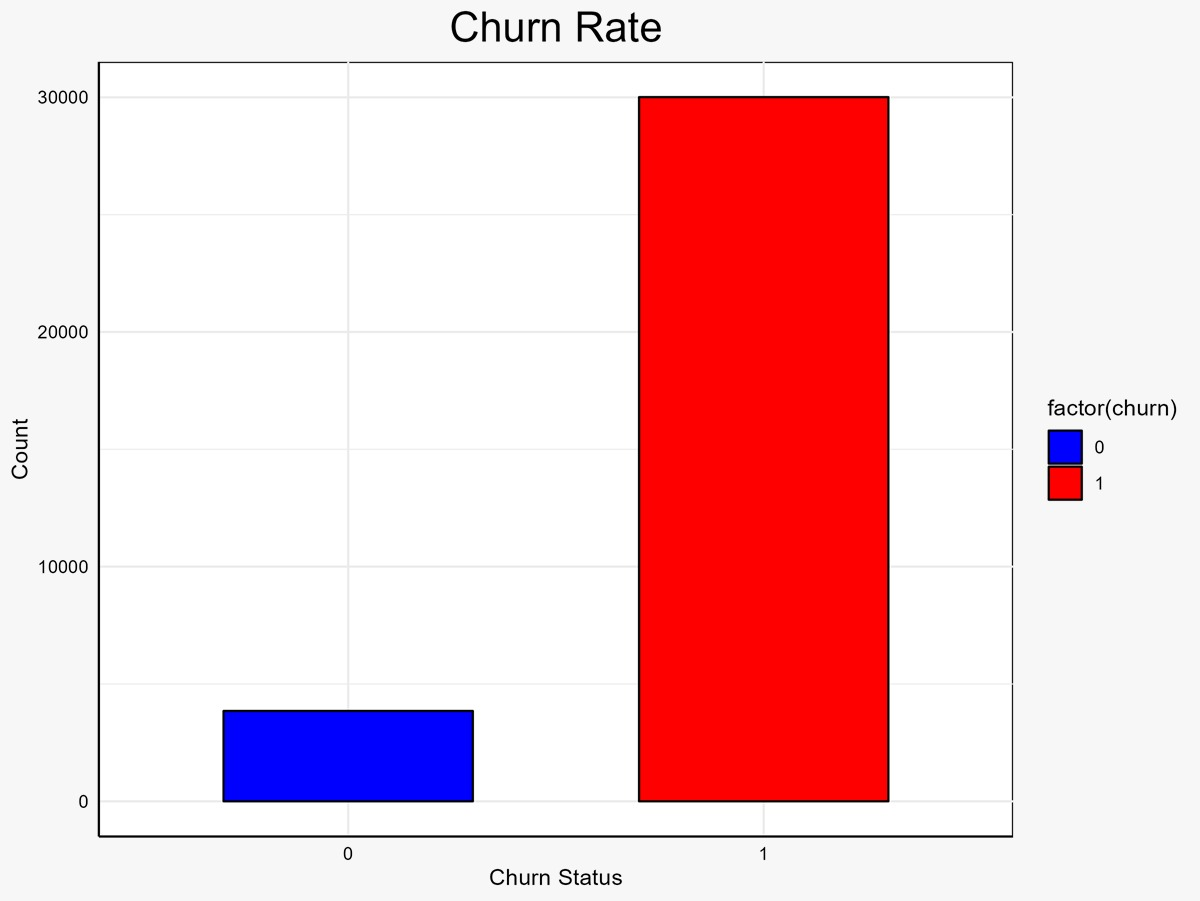 Churn Rate
30000
20000
10000
0
Count
0
1
Churn Status
factor(churn)
0
1